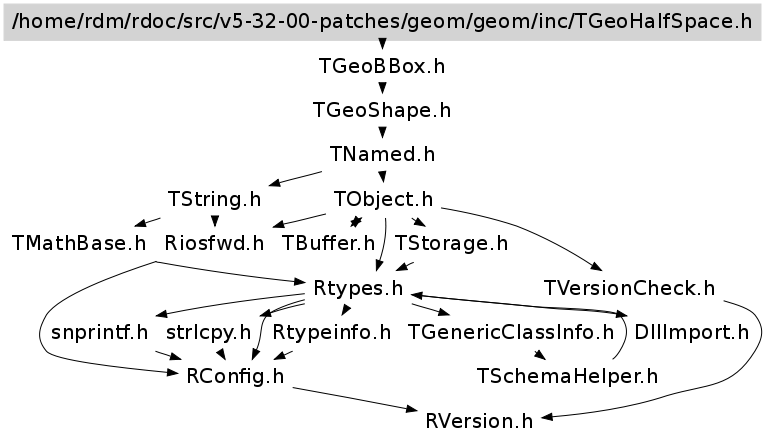 /home/rdm/rdoc/src/v5-32-00-patches/geom/geom/inc/TGeoHalfSpace.h
TGeoBBox.h
TGeoShape.h
TNamed.h
TString.h TObject.h
TMathBase.h Riosfwd.h TBuffer.h TStorage.h
Rtypes.h TVersionCheck.h
snprintf.h strlcpy.h Rtypeinfo.h TGenericClassInfo.h DllImport.h
RConfig.h TSchemaHelper.h
RVersion.h